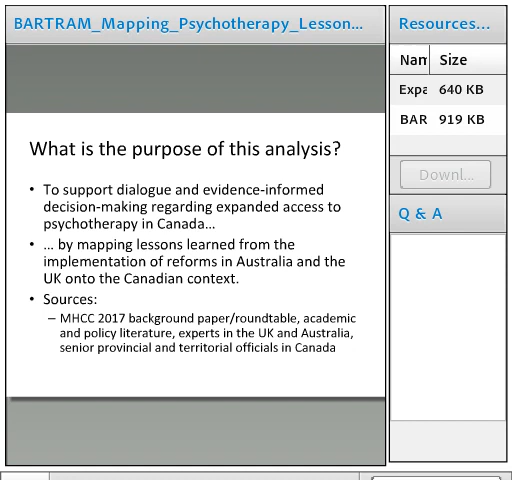 BARTRAM_Mapping_Psychotherapy_Lesson...
What is the purpose of this analysis?
• To support dialogue and evidence-informed
decision-making regarding expanded access to
psychotherapy in Canada…
• … by mapping lessons learned from the
implementation of reforms in Australia and the
UK onto the Canadian context.
• Sources:
– MHCC 2017 background paper/roundtable, academic
and policy literature, experts in the UK and Australia,
senior provincial and territorial officials in Canada
Resources...
Nam Size
Expa 640 KB
BAR 919 KB
Downl...
Q & A